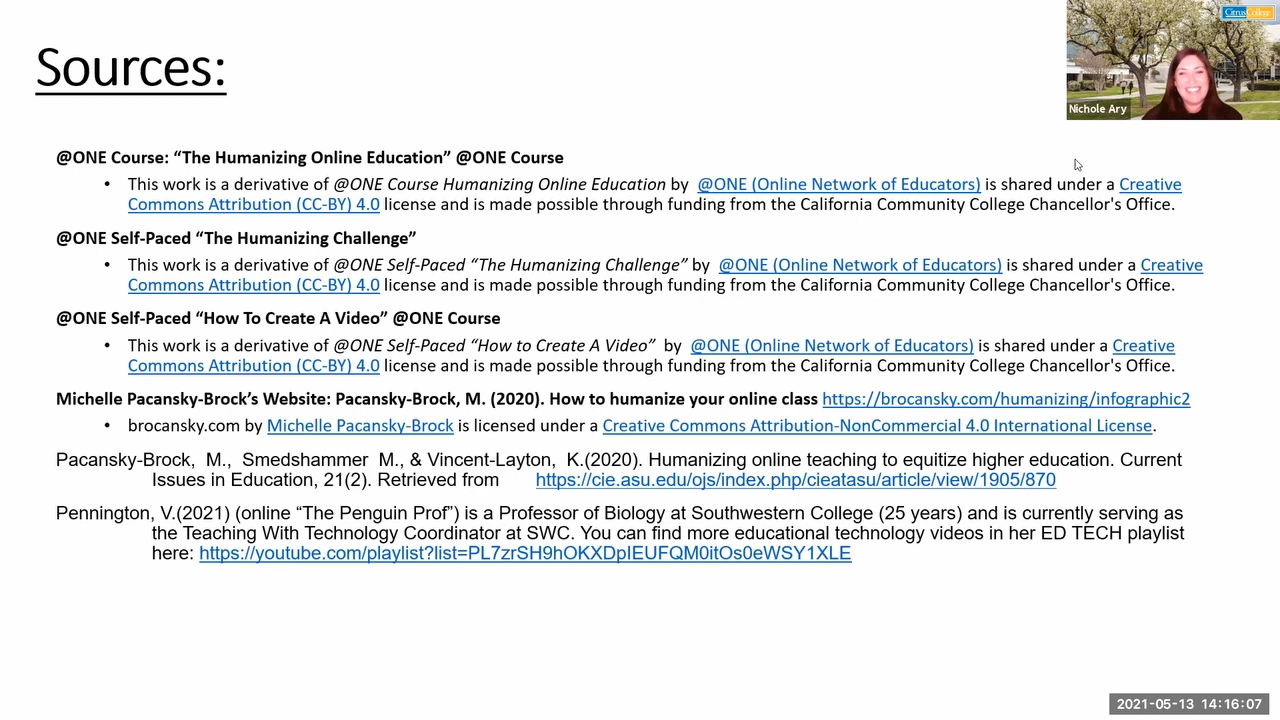 Sources:
CitrusCollege
Nichole Ary
@ONE Course: “The Humanizing Online Education” @ONE Course
• This work is a derivative of @ONE Course Humanizing Online Education by @ONE (Online Network of Educators) is shared under a Creative
Commons Attribution (CC-BY) 4.0 license and is made possible through funding from the California Community College Chancellor's Office.
@ONE Self-Paced “The Humanizing Challenge”
• This work is a derivative of @ONE Self-Paced “The Humanizing Challenge” by @ONE (Online Network of Educators) is shared under a Creative
Commons Attribution (CC-BY) 4.0 license and is made possible through funding from the California Community College Chancellor's Office.
@ONE Self-Paced “How To Create A Video” @ONE Course
• This work is a derivative of @ONE Self-Paced “How to Create A Video” by @ONE (Online Network of Educators) is shared under a Creative
Commons Attribution (CC-BY) 4.0 license and is made possible through funding from the California Community College Chancellor's Office.
Michelle Pacansky-Brock’s Website: Pacansky-Brock, M. (2020). How to humanize your online class https://brocansky.com/humanizing/infographic2
• brocansky.com by Michelle Pacansky-Brock is licensed under a Creative Commons Attribution-NonCommercial 4.0 International License.
Pacansky-Brock, M., Smedshammer M., & Vincent-Layton, K.(2020). Humanizing online teaching to equitize higher education. Current
Issues in Education, 21(2). Retrieved from https://cie.asu.edu/ojs/index.php/cieatasu/article/view/1905/870
Pennington, V.(2021) (online “The Penguin Prof”) is a Professor of Biology at Southwestern College (25 years) and is currently serving as
the Teaching With Technology Coordinator at SWC. You can find more educational technology videos in her ED TECH playlist
here: https://youtube.com/playlist?list=PL7zrSH9hOKXDpIEUFQM0itOs0eWSY1XLE
2021-05-13 14:16:07